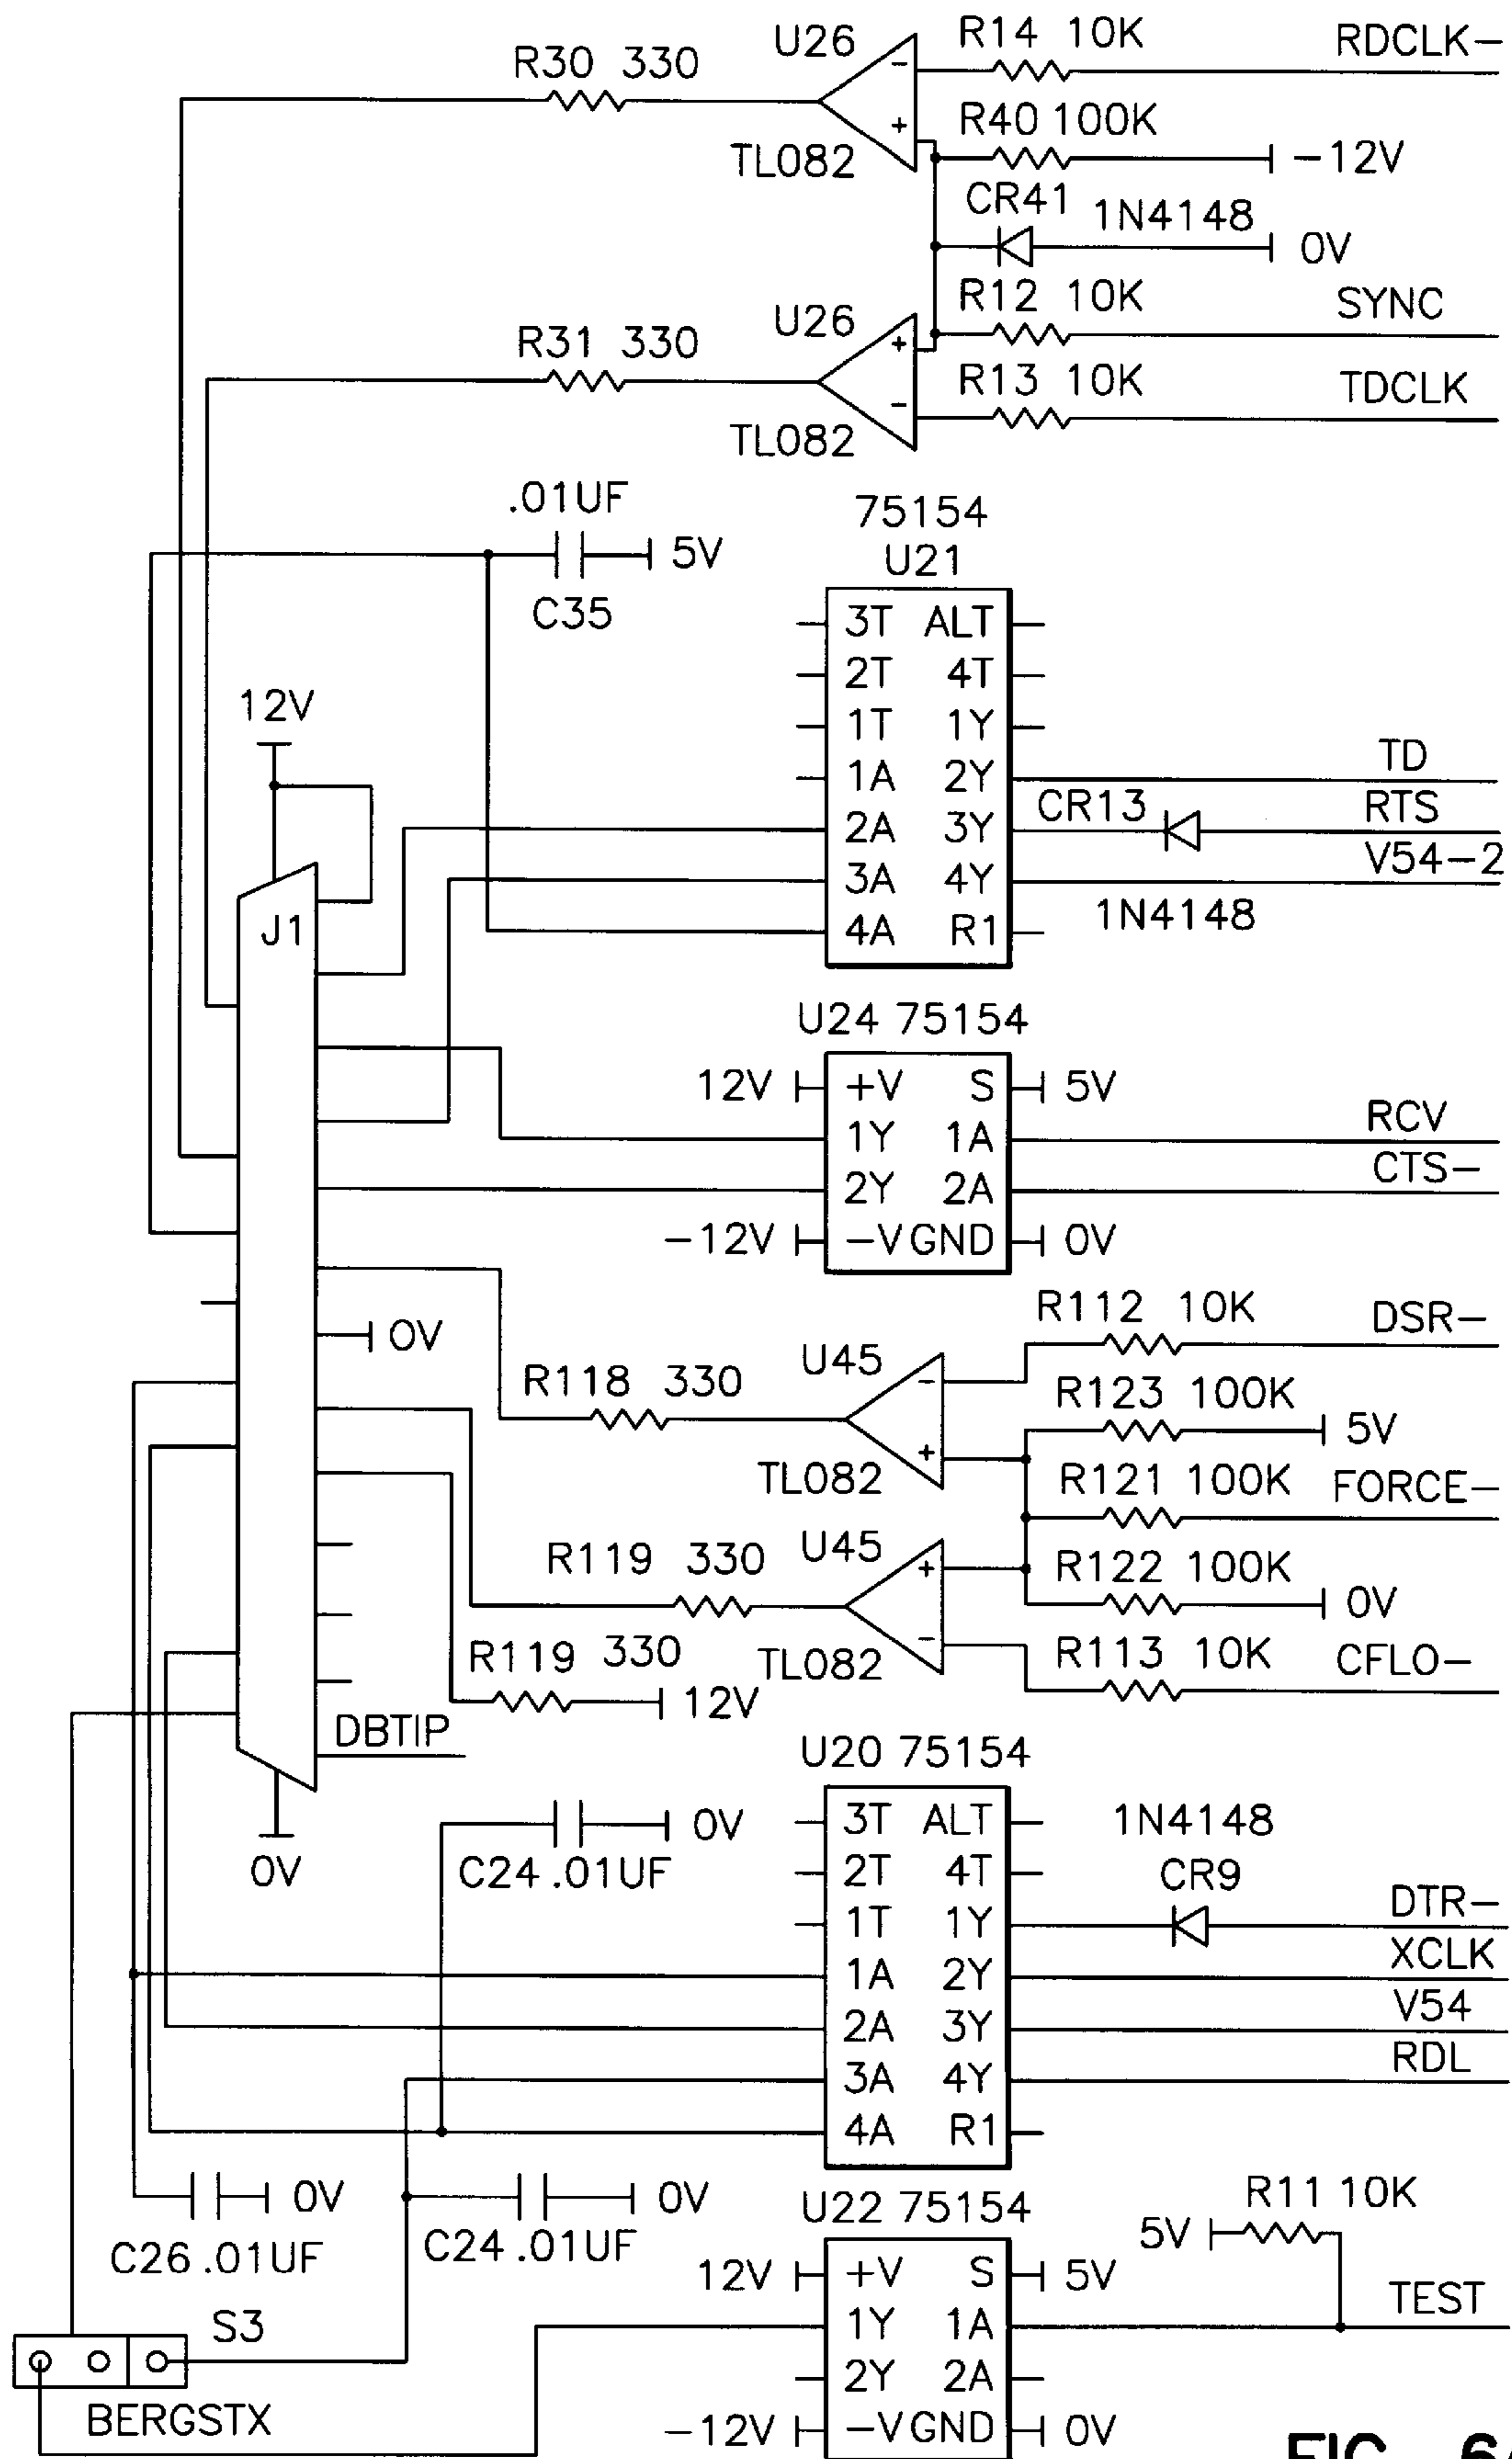 U26 R14 10K RDCLK-
R30 330
R40 100K
TL082 -12V
CR41 1N4148
0V
R12 10K SYNC
U26
R31 330
R13 10K TDCLK
TL082
.01UF 75154
5V U21
C35
3T ALT
2T 4T
12V
1T 1Y
TD
1A 2Y
CR13 RTS
2A 3Y
V54-2
3A 4Y
1N4148
J1 4A R1
U24 75154
12V +V S 5V
RCV
1Y 1A
CTS-
2Y 2A
-12V -V GND 0V
R112 10K DSR-
0V
U45
R118 330 R123 100K
5V
TL082 R121 100K FORCE-
R119 330 U45
R122 100K
0V
R119 330 TL082 R113 10K CFLO-
12V
DBTIP
U20 75154
0V 3T ALT 1N4148
0V C24 .01UF 2T 4T CR9
DTR-
1T 1Y
XCLK
1A 2Y
V54
2A 3Y
RDL
3A 4Y
4A R1
0V 0V U22 75154 R11 10K
C26 .01UF C24 .01UF 5V
12V +V S 5V
TEST
S3 1Y 1A
2Y 2A
BERGSTX
-12V -V GND 0V